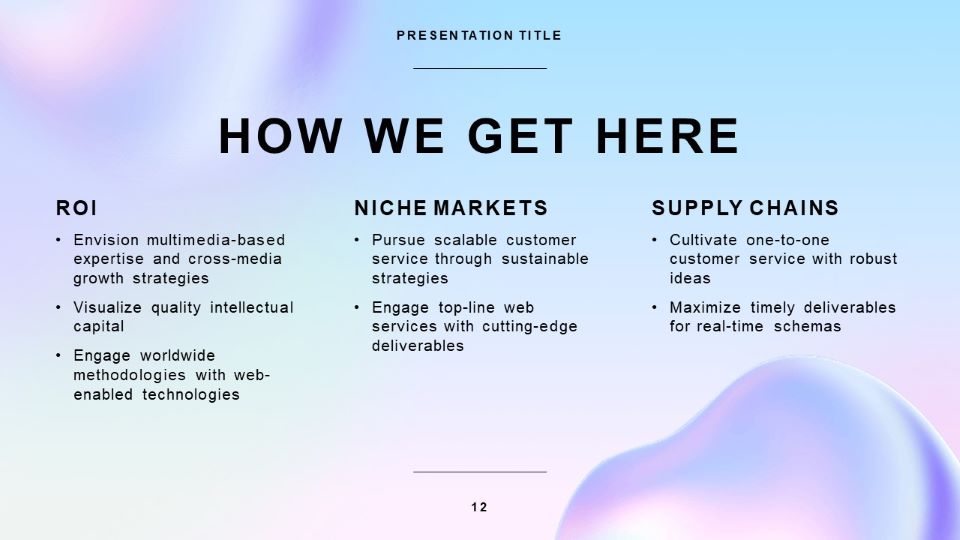 PRESENTATION TITLE
HOW WE GET HERE
ROI
• Envision multimedia-based
expertise and cross-media
growth strategies
• Visualize quality intellectual
capital
• Engage worldwide
methodologies with web-
enabled technologies
NICHE MARKETS
• Pursue scalable customer
service through sustainable
strategies
• Engage top-line web
services with cutting-edge
deliverables
SUPPLY CHAINS
• Cultivate one-to-one
customer service with robust
ideas
• Maximize timely deliverables
for real-time schemas
12